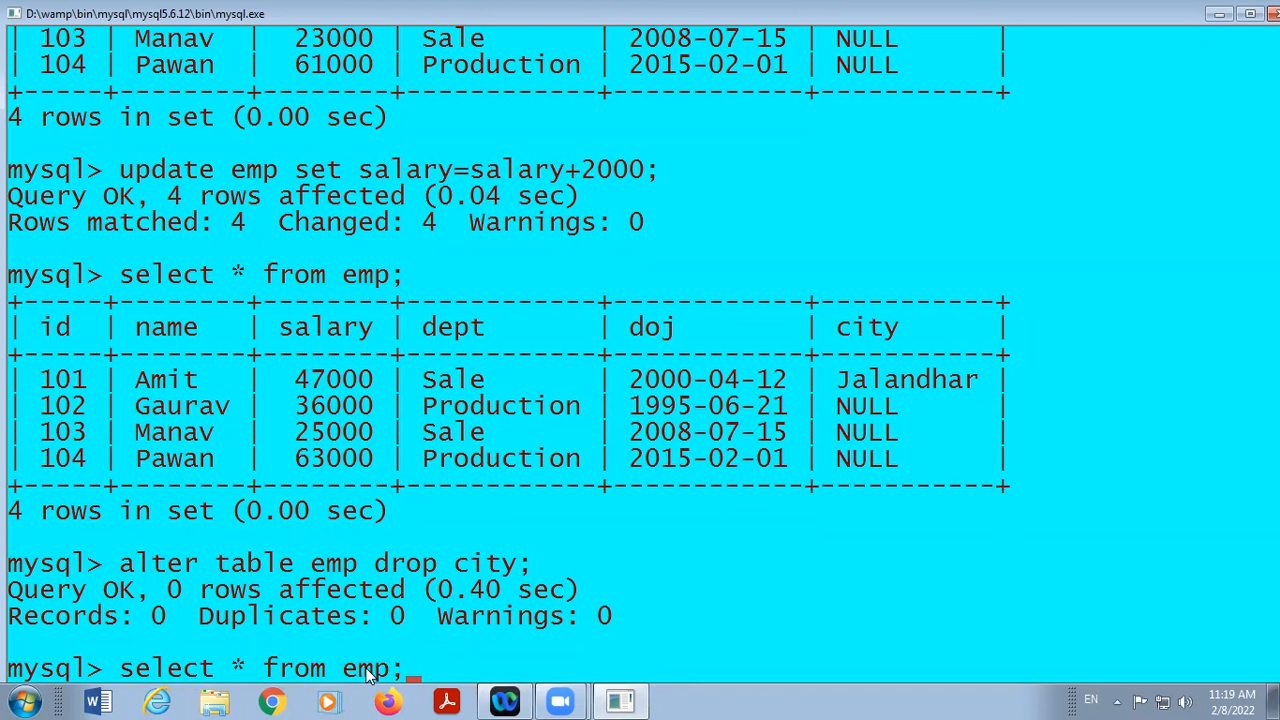 D:\wamp\bin\mysql\mysql5.6.12\bin\mysql.exe
| 103 | Manav  |  23000 | Sale       | 2008-07-15 | NULL      |
| 104 | Pawan  |  61000 | Production | 2015-02-01 | NULL      |
+-----+--------+--------+------------+------------+-----------+
4 rows in set (0.00 sec)
mysql> update emp set salary=salary+2000;
Query OK, 4 rows affected (0.04 sec)
Rows matched: 4  Changed: 4  Warnings: 0
mysql> select * from emp;
+-----+--------+--------+------------+------------+-----------+
| id  | name   | salary | dept       | doj        | city      |
+-----+--------+--------+------------+------------+-----------+
| 101 | Amit   |  47000 | Sale       | 2000-04-12 | Jalandhar |
| 102 | Gaurav |  36000 | Production | 1995-06-21 | NULL      |
| 103 | Manav  |  25000 | Sale       | 2008-07-15 | NULL      |
| 104 | Pawan  |  63000 | Production | 2015-02-01 | NULL      |
+-----+--------+--------+------------+------------+-----------+
4 rows in set (0.00 sec)
mysql> alter table emp drop city;
Query OK, 0 rows affected (0.40 sec)
Records: 0  Duplicates: 0  Warnings: 0
mysql> select * from emp;
EN
11:19 AM
2/8/2022